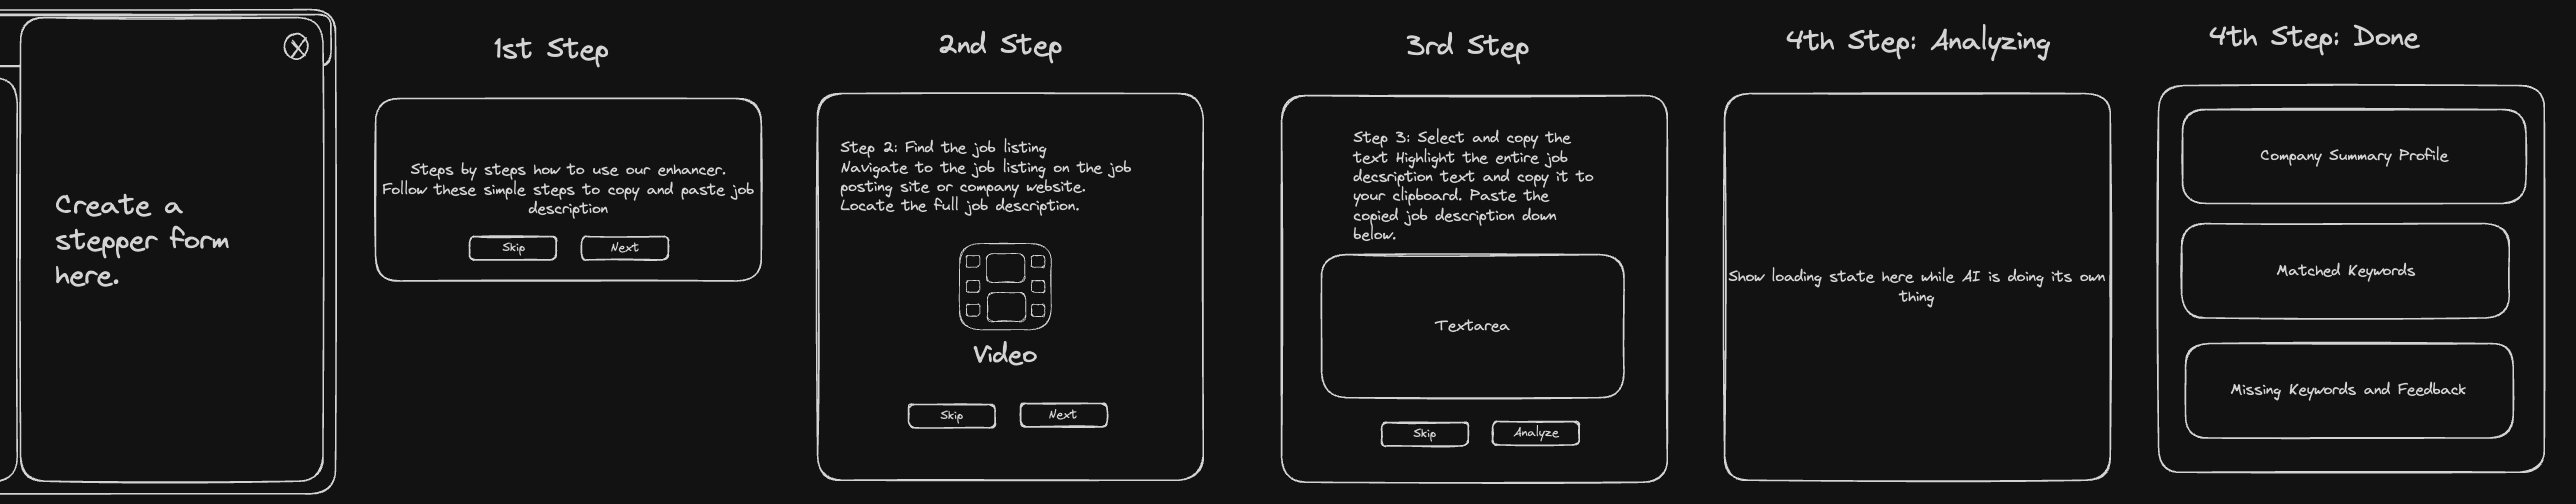 Create a
stepper form
here.
1st Step
Steps by steps how to use our enhancer.
Follow these simple steps to copy and paste job
description
Skip
Next
2nd Step
Step 2: Find the job listing
Navigate to the job listing on the job
posting site or company website.
Locate the full job description.
Video
Skip
Next
3rd Step
Step 3: Select and copy the
text Highlight the entire job
decsription text and copy it to
your clipboard. Paste the
copied job description down
below.
Textarea
Skip
Analyze
4th Step: Analyzing
Show loading state here while AI is doing its own
thing
4th Step: Done
Company Summary Profile
Matched Keywords
Missing Keywords and Feedback